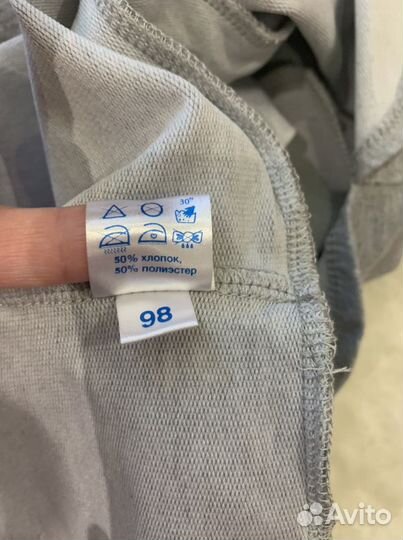 30°
50% хлопок,
50% полиэстер
98
Avito